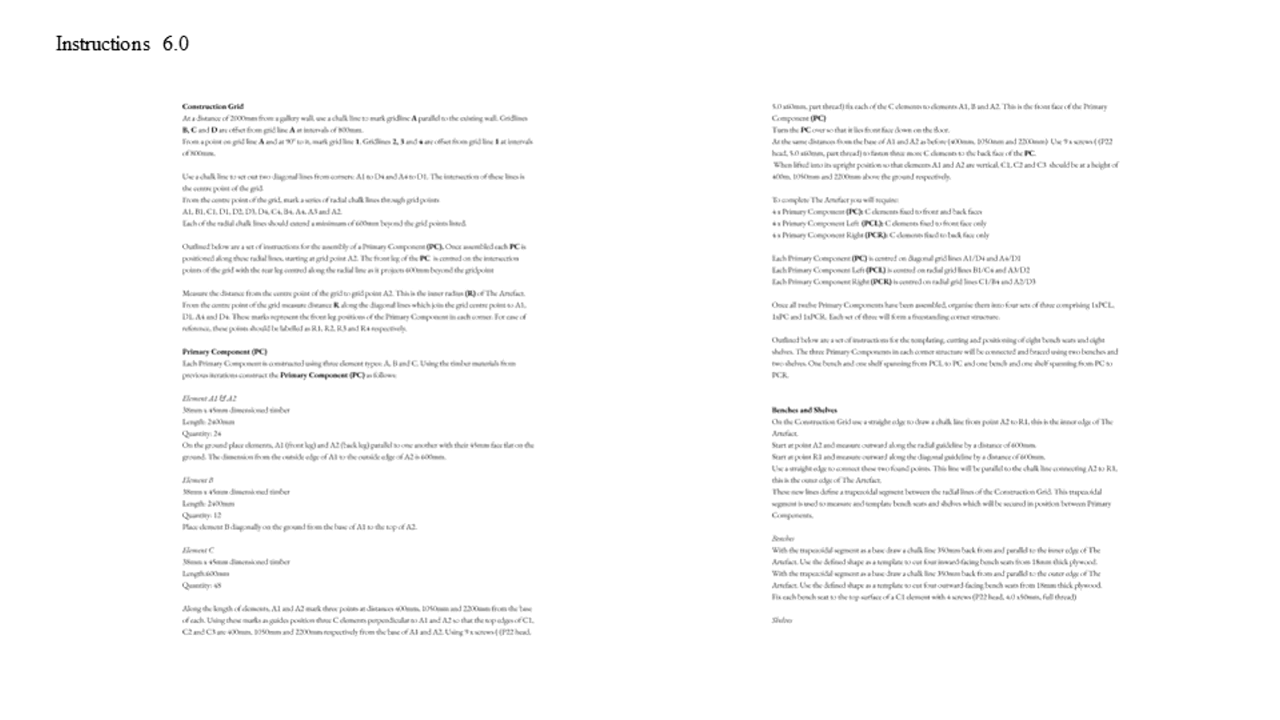 Instructions 6.0
Construction Grid
At a distance of 2000mm from a gallery wall, use a chalk line to mark gridline A parallel to the existing wall. Gridlines
B, C and D are offset from grid line A at intervals of 800mm.
From a point on grid line A and at 90° to it, mark grid line 1. Gridlines 2, 3 and 4 are offset from grid line 1 at intervals
of 800mm.
Use a chalk line to set out two diagonal lines from corners: A1 to D4 and A4 to D1. The intersection of these lines is
the centre point of the grid.
From the centre point of the grid, mark a series of radial chalk lines through grid points
A1, B1, C1, D1, D2, D3, D4, C4, B4, A4, A3 and A2.
Each of the radial chalk lines should extend a minimum of 600mm beyond the grid points listed.
Outlined below are a set of instructions for the assembly of a Primary Component (PC). Once assembled each PC is
positioned along these radial lines, starting at grid point A2. The front leg of the PC is centred on the intersection
points of the grid with the rear leg centred along the radial line as it projects 600mm beyond the gridpoint
Measure the distance from the centre point of the grid to grid point A2. This is the inner radius (R) of The Artefact.
From the centre point of the grid measure distance R along the diagonal lines which join the grid centre point to A1,
D1, A4 and D4. These marks represent the front leg positions of the Primary Component in each corner. For ease of
reference, these points should be labelled as R1, R2, R3 and R4 respectively.
Primary Component (PC)
Each Primary Component is constructed using three element types: A, B and C. Using the timber materials from
previous iterations construct the Primary Component (PC) as follows:
Element A1 & A2
38mm x 45mm dimensioned timber
Length: 2400mm
Quantity: 24
On the ground place elements, A1 (front leg) and A2 (back leg) parallel to one another with their 45mm face flat on the
ground. The dimension from the outside edge of A1 to the outside edge of A2 is 600mm.
Element B
38mm x 45mm dimensioned timber
Length: 2400mm
Quantity: 12
Place element B diagonally on the ground from the base of A1 to the top of A2.
Element C
38mm x 45mm dimensioned timber
Length:600mm
Quantity: 48
Along the length of elements, A1 and A2 mark three points at distances 400mm, 1050mm and 2200mm from the base
of each. Using these marks as guides position three C elements perpendicular to A1 and A2 so that the top edges of C1,
C2 and C3 are 400mm, 1050mm and 2200mm respectively from the base of A1 and A2. Using 9 x screws ( (P22 head,
5.0 x60mm, part thread) fix each of the C elements to elements A1, B and A2. This is the front face of the Primary
Component (PC)
Turn the PC over so that it lies front face down on the floor.
At the same distances from the base of A1 and A2 as before (400mm, 1050mm and 2200mm) Use 9 x screws ( (P22
head, 5.0 x60mm, part thread) to fasten three more C elements to the back face of the PC.
When lifted into its upright position so that elements A1 and A2 are vertical, C1, C2 and C3 should be at a height of
400m, 1050mm and 2200mm above the ground respectively.
To complete The Artefact you will require:
4 x Primary Component (PC): C elements fixed to front and back faces
4 x Primary Component Left (PCL): C elements fixed to front face only
4 x Primary Component Right (PCR): C elements fixed to back face only
Each Primary Component (PC) is centred on diagonal grid lines A1/D4 and A4/D1
Each Primary Component Left (PCL) is centred on radial grid lines B1/C4 and A3/D2
Each Primary Component Right (PCR) is centred on radial grid lines C1/B4 and A2/D3
Once all twelve Primary Components have been assembled, organise them into four sets of three comprising 1xPCL,
1xPC and 1xPCR. Each set of three will form a freestanding corner structure.
Outlined below are a set of instructions for the templating, cutting and positioning of eight bench seats and eight
shelves. The three Primary Components in each corner structure will be connected and braced using two benches and
two shelves. One bench and one shelf spanning from PCL to PC and one bench and one shelf spanning from PC to
PCR.
Benches and Shelves
On the Construction Grid use a straight edge to draw a chalk line from point A2 to R1, this is the inner edge of The
Artefact.
Start at point A2 and measure outward along the radial guideline by a distance of 600mm.
Start at point R1 and measure outward along the diagonal guideline by a distance of 600mm.
Use a straight edge to connect these two found points. This line will be parallel to the chalk line connecting A2 to R1,
this is the outer edge of The Artefact.
These new lines define a trapezoidal segment between the radial lines of the Construction Grid. This trapezoidal
segment is used to measure and template bench seats and shelves which will be secured in position between Primary
Components.
Benches
With the trapezoidal segment as a base draw a chalk line 350mm back from and parallel to the inner edge of The
Artefact. Use the defined shape as a template to cut four inward-facing bench seats from 18mm thick plywood.
With the trapezoidal segment as a base draw a chalk line 350mm back from and parallel to the outer edge of The
Artefact. Use the defined shape as a template to cut four outward-facing bench seats from 18mm thick plywood.
Fix each bench seat to the top surface of a C1 element with 4 screws (P22 head, 4.0 x50mm, full thread)
Shelves